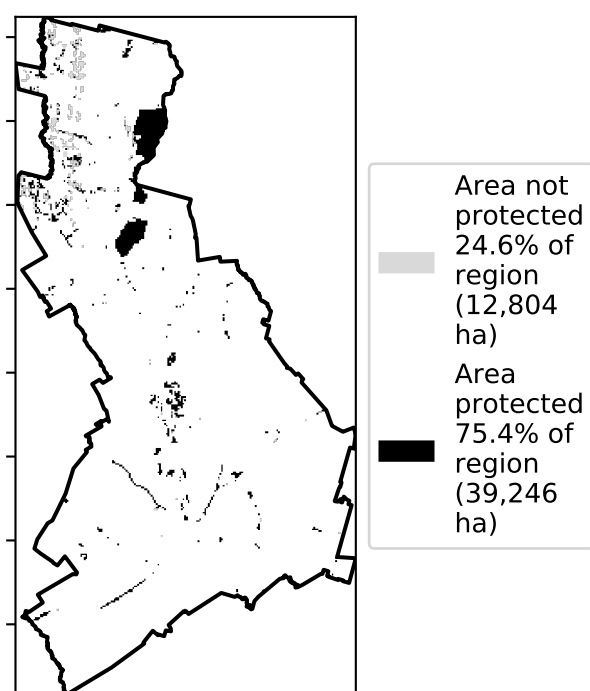 Area not
protected
24.6% of
region
(12,804
ha)
Area
protected
75.4% of
region
(39,246
ha)